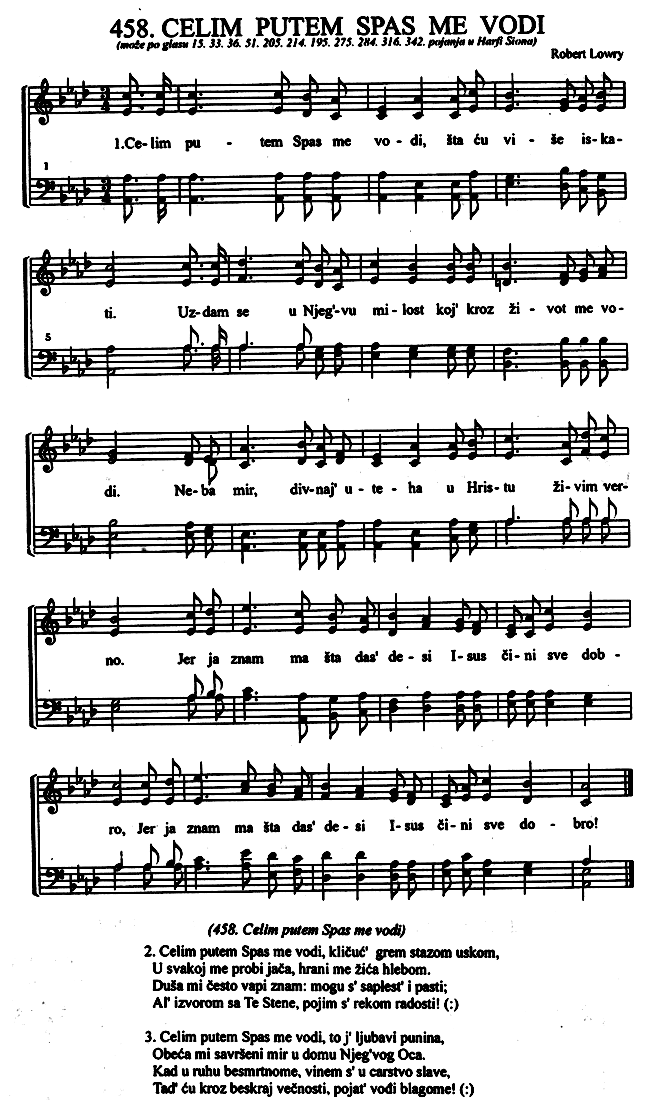 458. CELIM PUTEM SPAS ME VODI
(može po glasu 15. 33. 36. 51. 205. 214. 195. 275. 284. 316. 342. pojanja u Harfi Siona)
Robert Lowry
1.Ce-lim pu - tem Spas me vo-di, šta ću vi - še is-ka-
1
ti. Uz-dam se u Njeg'-vu mi-lost koj' kroz ži - vot me vo-
5
di. Ne-ba mir, div-naj' u-te-ha u Hris-tu ži-vim ver-
no. Jer ja znam ma šta das' de-si I-sus či-ni sve dob-
ro, Jer ja znam ma šta das' de-si I-sus či-ni sve do-bro!
(458. Celim putem Spas me vodi)
2. Celim putem Spas me vodi, kličuć' grem stazom uskom,
U svakoj me probi jača, hrani me žića hlebom.
Duša mi često vapi znam: mogu s' saplest' i pasti;
Al' izvorom sa Te Stene, pojim s' rekom radosti! (:)
3. Celim putem Spas me vodi, to j' ljubavi punina,
Obeća mi savršeni mir u domu Njeg'vog Oca.
Kad u ruhu besmrtnome, vinem s' u carstvo slave,
Tad' ću kroz beskraj večnosti, pojat' vođi blagome! (:)